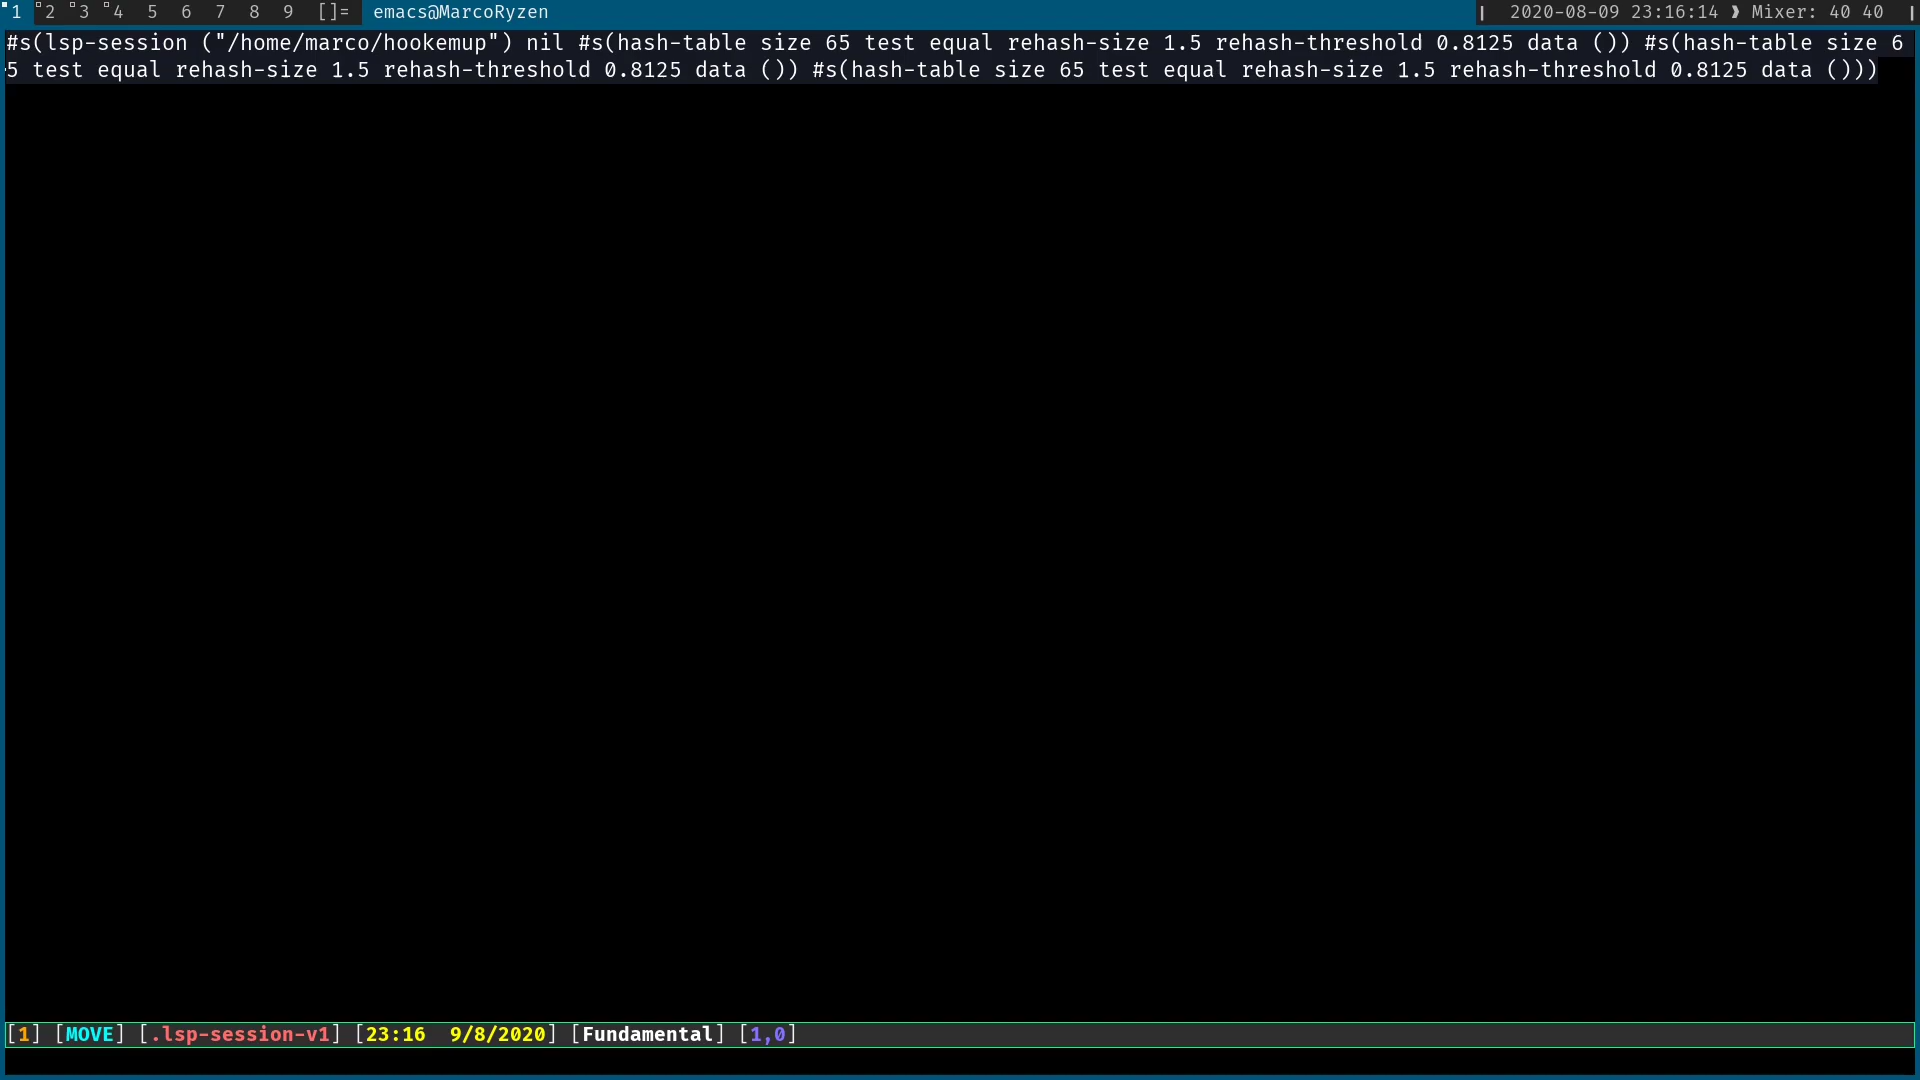 1 2 3 4 5 6 7 8 9 []= emacs@MarcoRyzen | 2020-08-09 23:16:14 ❱ Mixer: 40 40 |
#s(lsp-session ("/home/marco/hookemup") nil #s(hash-table size 65 test equal rehash-size 1.5 rehash-threshold 0.8125 data ()) #s(hash-table size 6
5 test equal rehash-size 1.5 rehash-threshold 0.8125 data ()) #s(hash-table size 65 test equal rehash-size 1.5 rehash-threshold 0.8125 data ()))
[1] [MOVE] [.lsp-session-v1] [23:16  9/8/2020] [Fundamental] [1,0]